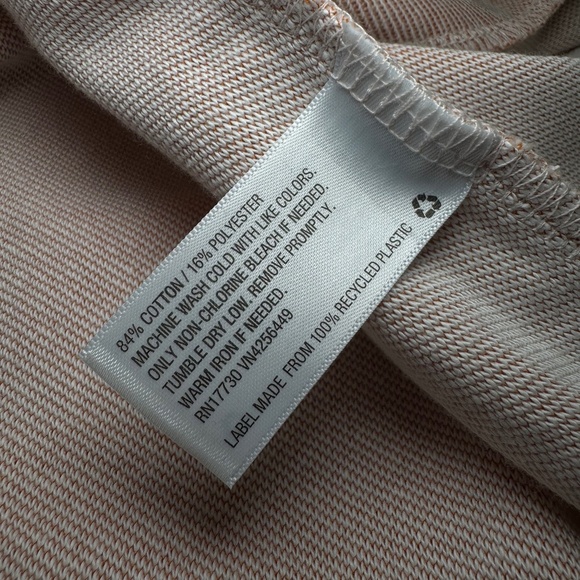 84% COTTON / 16% POLYESTER
MACHINE WASH COLD WITH LIKE COLORS.
ONLY NON-CHLORINE BLEACH IF NEEDED.
TUMBLE DRY LOW. REMOVE PROMPTLY.
WARM IRON IF NEEDED.
RN17730 VN4256449
LABEL MADE FROM 100% RECYCLED PLASTIC